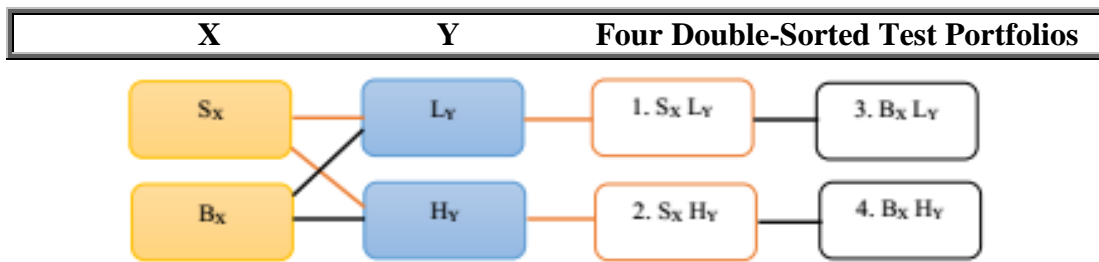 X Y Four Double-Sorted Test Portfolios
SX LY 1. SX LY 3. BX LY
BX HY 2. SX HY 4. BX HY